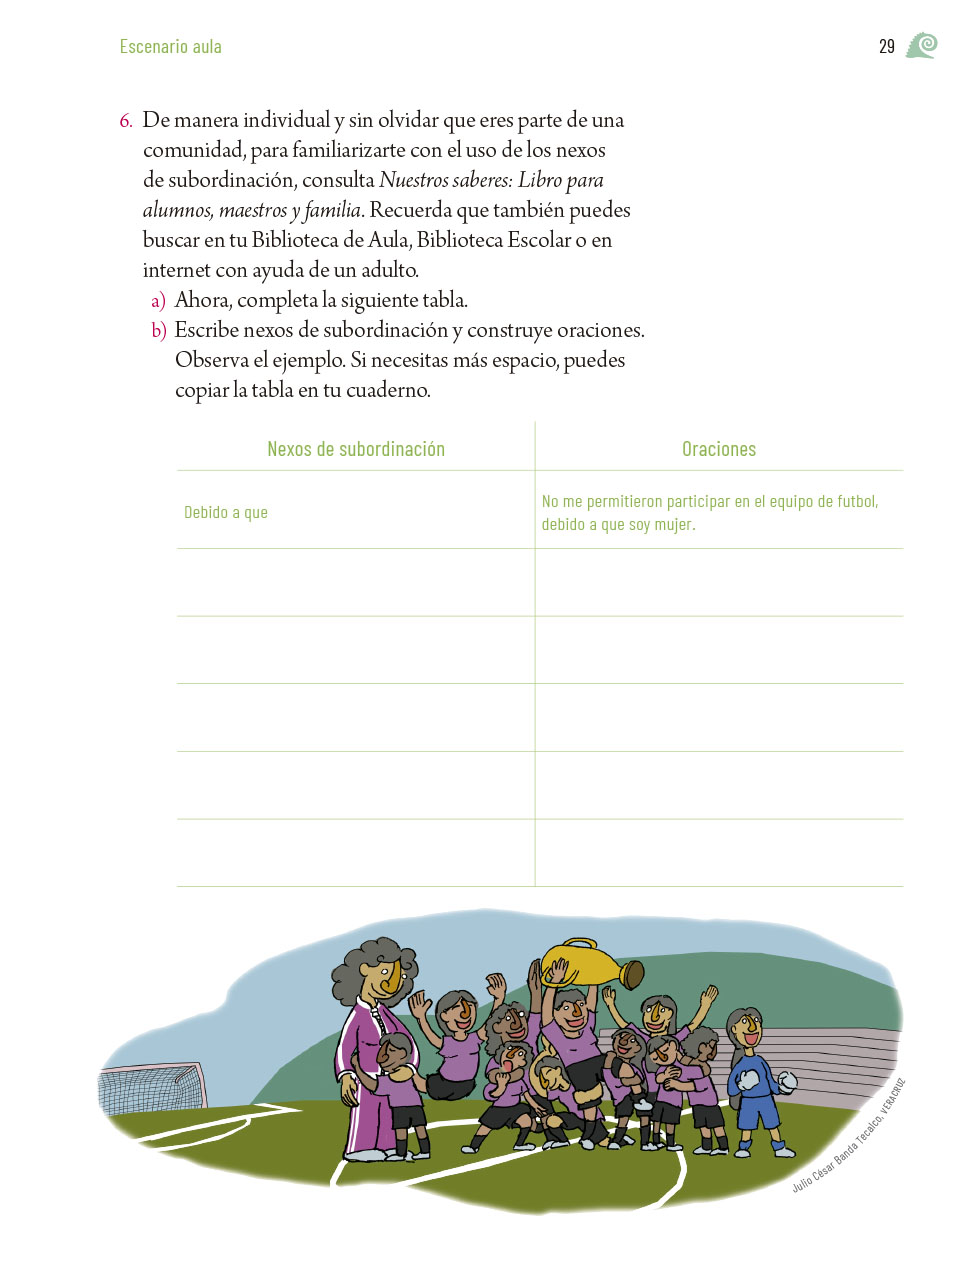 Escenario aula
29
6. De manera individual y sin olvidar que eres parte de una
comunidad, para familiarizarte con el uso de los nexos
de subordinación, consulta Nuestros saberes: Libro para
alumnos, maestros y familia. Recuerda que también puedes
buscar en tu Biblioteca de Aula, Biblioteca Escolar o en
internet con ayuda de un adulto.
a) Ahora, completa la siguiente tabla.
b) Escribe nexos de subordinación y construye oraciones.
Observa el ejemplo. Si necesitas más espacio, puedes
copiar la tabla en tu cuaderno.
Nexos de subordinación
Oraciones
Debido a que
No me permitieron participar en el equipo de futbol,
debido a que soy mujer.
Julio César Banda Tecalco, VERACRUZ